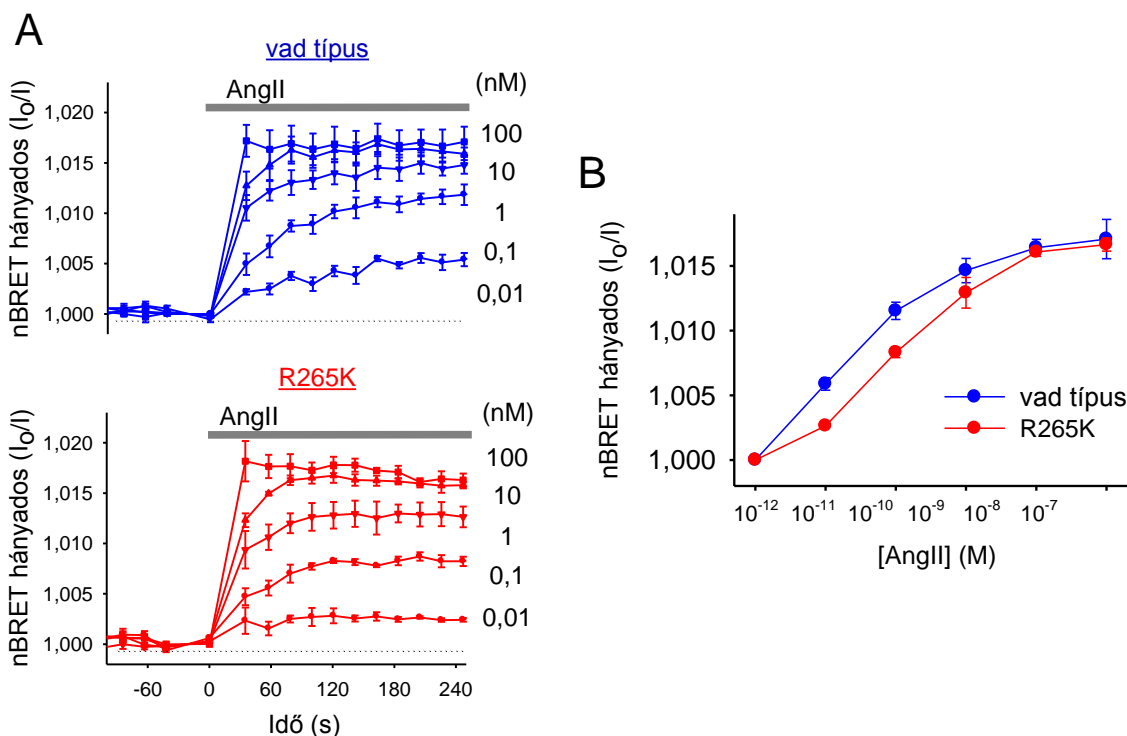 A
vad típus
(nM)
AngII
nBRET hányados (I₀/I)
1,020
1,015
1,010
1,005
1,000
100
10
1
0,1
0,01
R265K
(nM)
AngII
nBRET hányados (I₀/I)
1,020
1,015
1,010
1,005
1,000
100
10
1
0,1
0,01
-60 0 60 120 180 240
Idő (s)
B
nBRET hányados (I₀/I)
1,015
1,010
1,005
1,000
vad típus
R265K
10⁻¹² 10⁻¹¹ 10⁻¹⁰ 10⁻⁹ 10⁻⁸ 10⁻⁷
[AngII] (M)